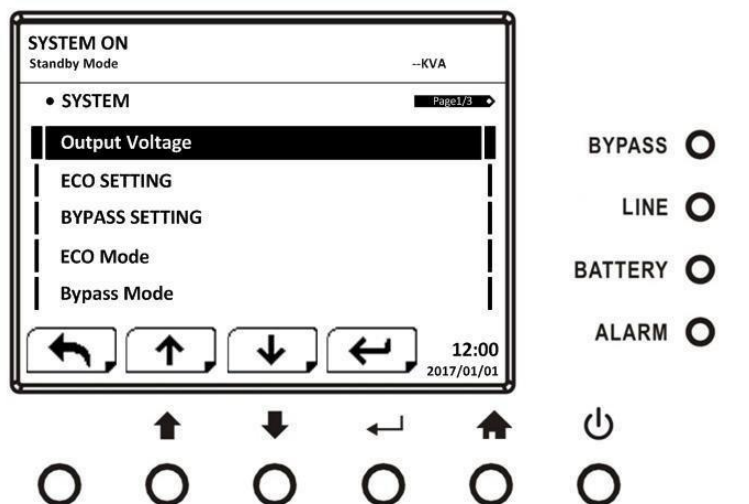 SYSTEM ON
Standby Mode --KVA
• SYSTEM Page1/3
Output Voltage
ECO SETTING
BYPASS SETTING
ECO Mode
Bypass Mode
12:00
2017/01/01
BYPASS
LINE
BATTERY
ALARM